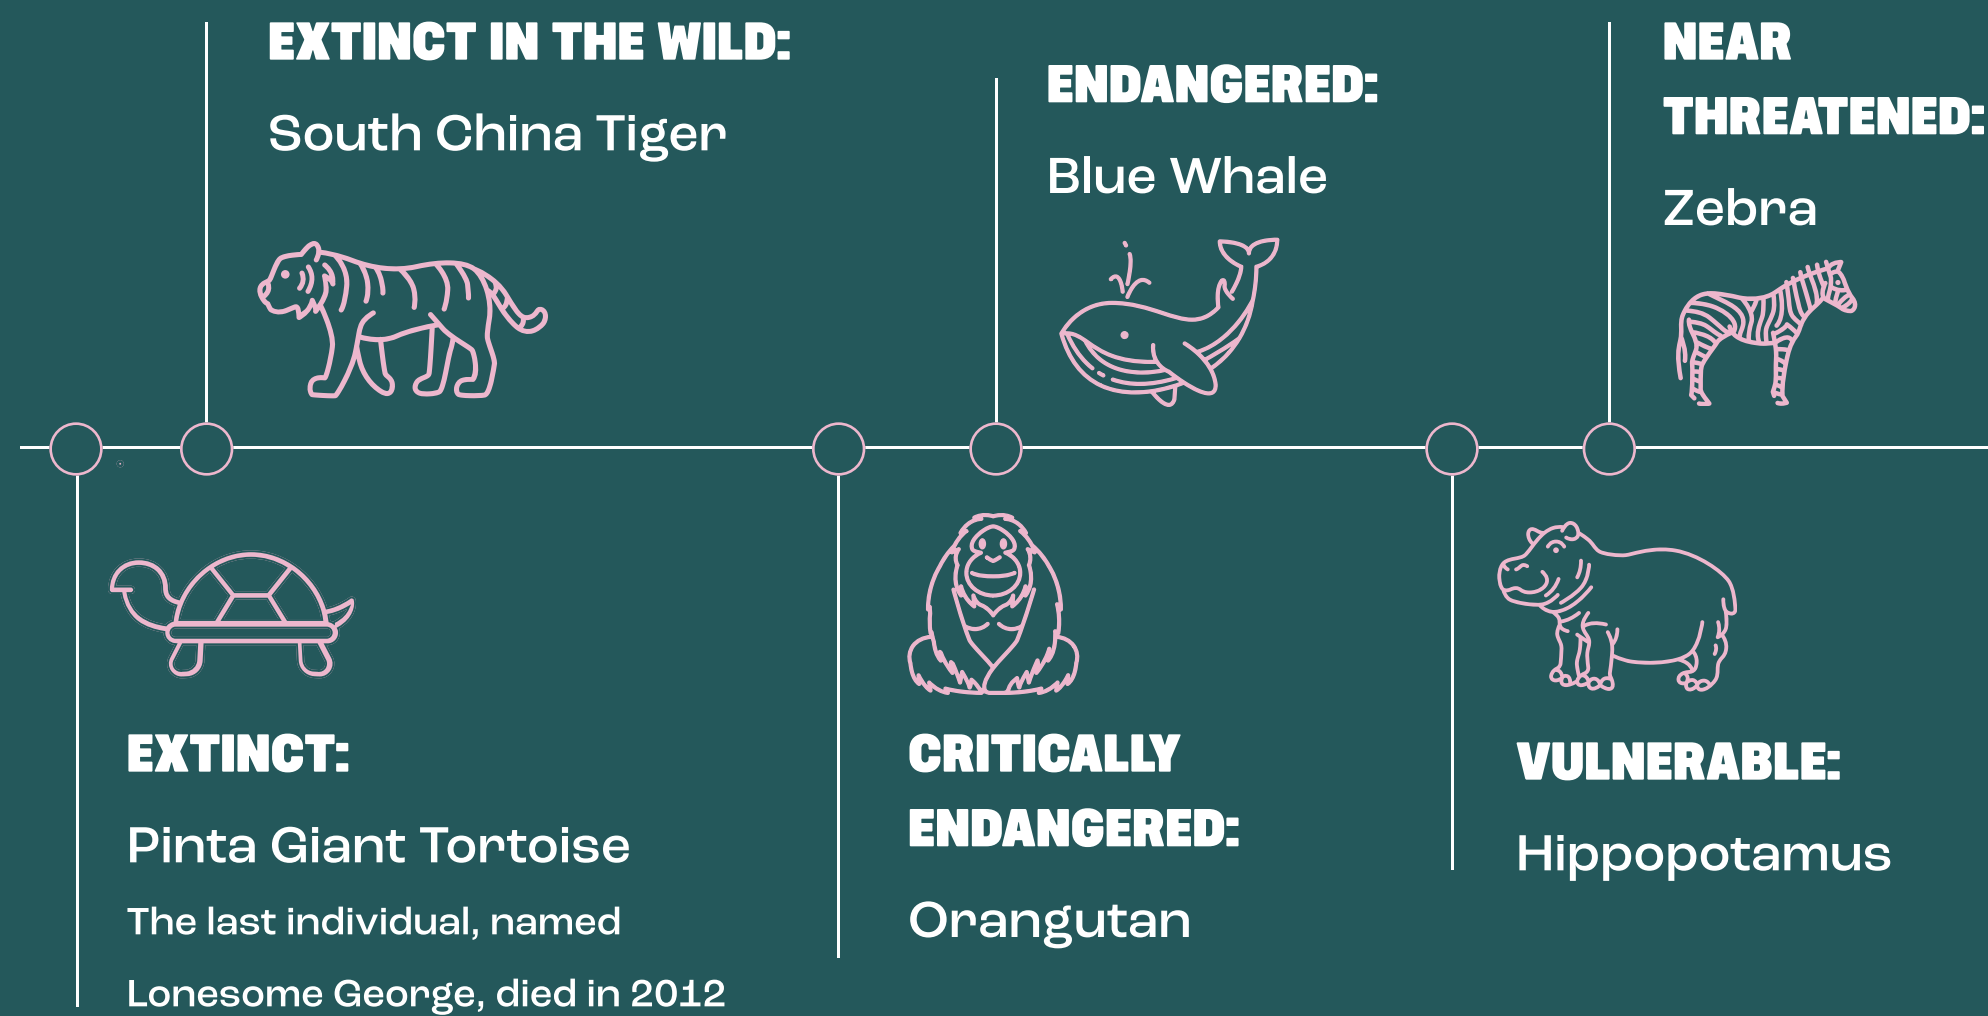 EXTINCT IN THE WILD:
South China Tiger
ENDANGERED:
Blue Whale
NEAR
THREATENED:
Zebra
EXTINCT:
Pinta Giant Tortoise
The last individual, named
Lonesome George, died in 2012
CRITICALLY
ENDANGERED:
Orangutan
VULNERABLE:
Hippopotamus